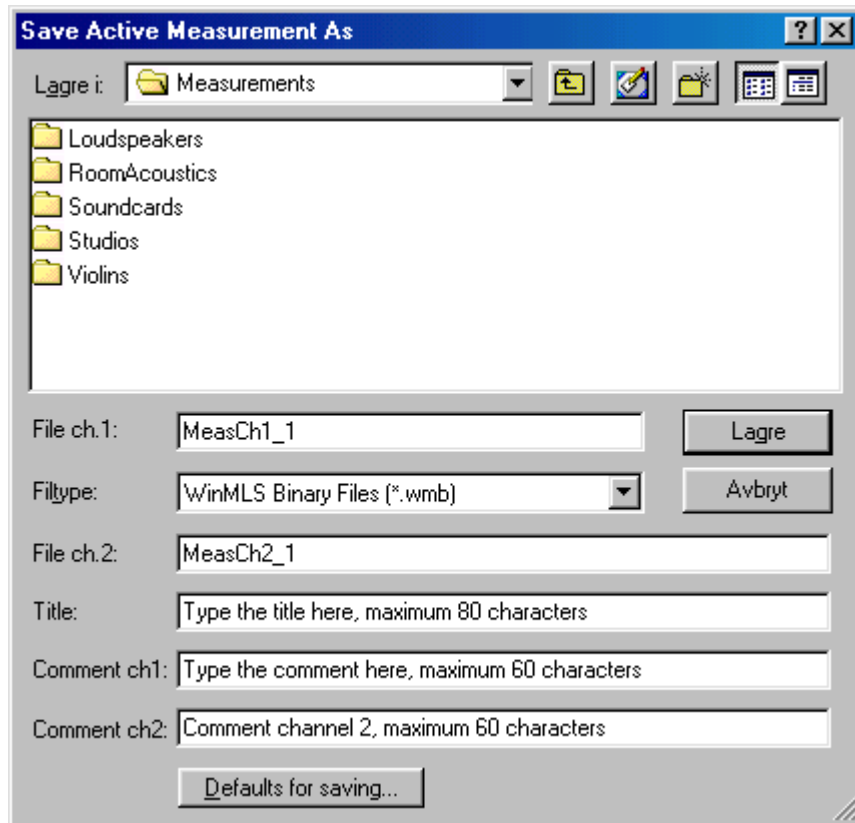 Save Active Measurement As
Lagre i: Measurements
Loudspeakers
RoomAcoustics
Soundcards
Studios
Violins
File ch.1: MeasCh1_1 Lagre
Filtype: WinMLS Binary Files (*.wmb) Avbryt
File ch.2: MeasCh2_1
Title: Type the title here, maximum 80 characters
Comment ch1: Type the comment here, maximum 60 characters
Comment ch2: Comment channel 2, maximum 60 characters
Defaults for saving...